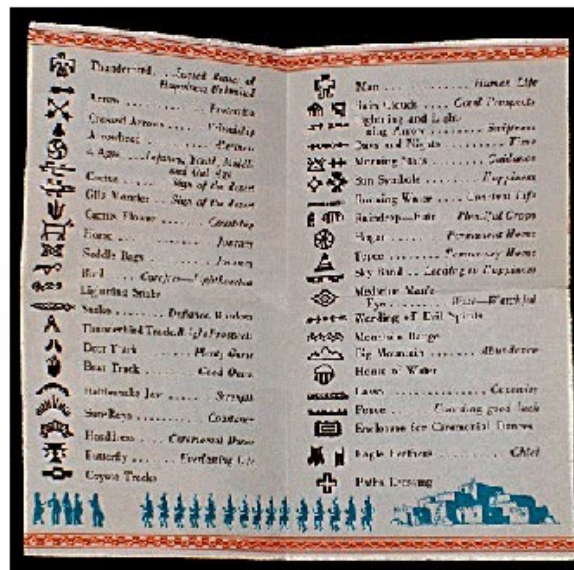 Thunderbird . . Sacred Bearer of
Happiness Unlimited
Arrow . . . . . . . . Protection
Crossed Arrows . . . . . Friendship
Arrowhead . . . . . . . Alertness
4 Ages . . Infancy, Youth, Middle
and Old Age
Cactus . . . . Sign of the desert
Gila Monster . . Sign of the desert
Cactus Flower . . . . Courtship
Horse . . . . . . . . . Journey
Saddle Bags . . . . . . Journey
Bird . . . Carefree—Lighthearted
Lightning Snake
Snake . . . . . Defiance, Wisdom
Thunderbird Track. Bright Prospects
Deer Track . . . . . Plenty Game
Bear Track . . . . . . Good Omen
Rattlesnake Jaw . . . . Strength
Sun Rays . . . . . . . . . Constancy
Headdress . . . Ceremonial Dance
Butterfly . . . . . Everlasting Life
Coyote Tracks
Man . . . . . . . . . . Human Life
Rain Clouds . . . . Good Prospects
Lightning and Light-
ning Arrow . . . . . . Swiftness
Days and Nights . . . . . . . Time
Morning Stars . . . . . . Guidance
Sun Symbols . . . . . . Happiness
Running Water . . . Constant Life
Raindrop—Rain . . Plentiful Crops
Hogan . . . . . . Permanent Home
Tepee . . . . . . Temporary Home
Sky Band . . Leading to Happiness
Medicine Man's
Eye . . . . . . . Wise—Watchful
Warding off Evil Spirits
Mountain Range
Big Mountain . . . . . . . Abundance
House of Water
Fence . . . . . Guarding good luck
Enclosure for Ceremonial Dances
Eagle Feathers . . . . . . . . . Chief
Paths Crossing